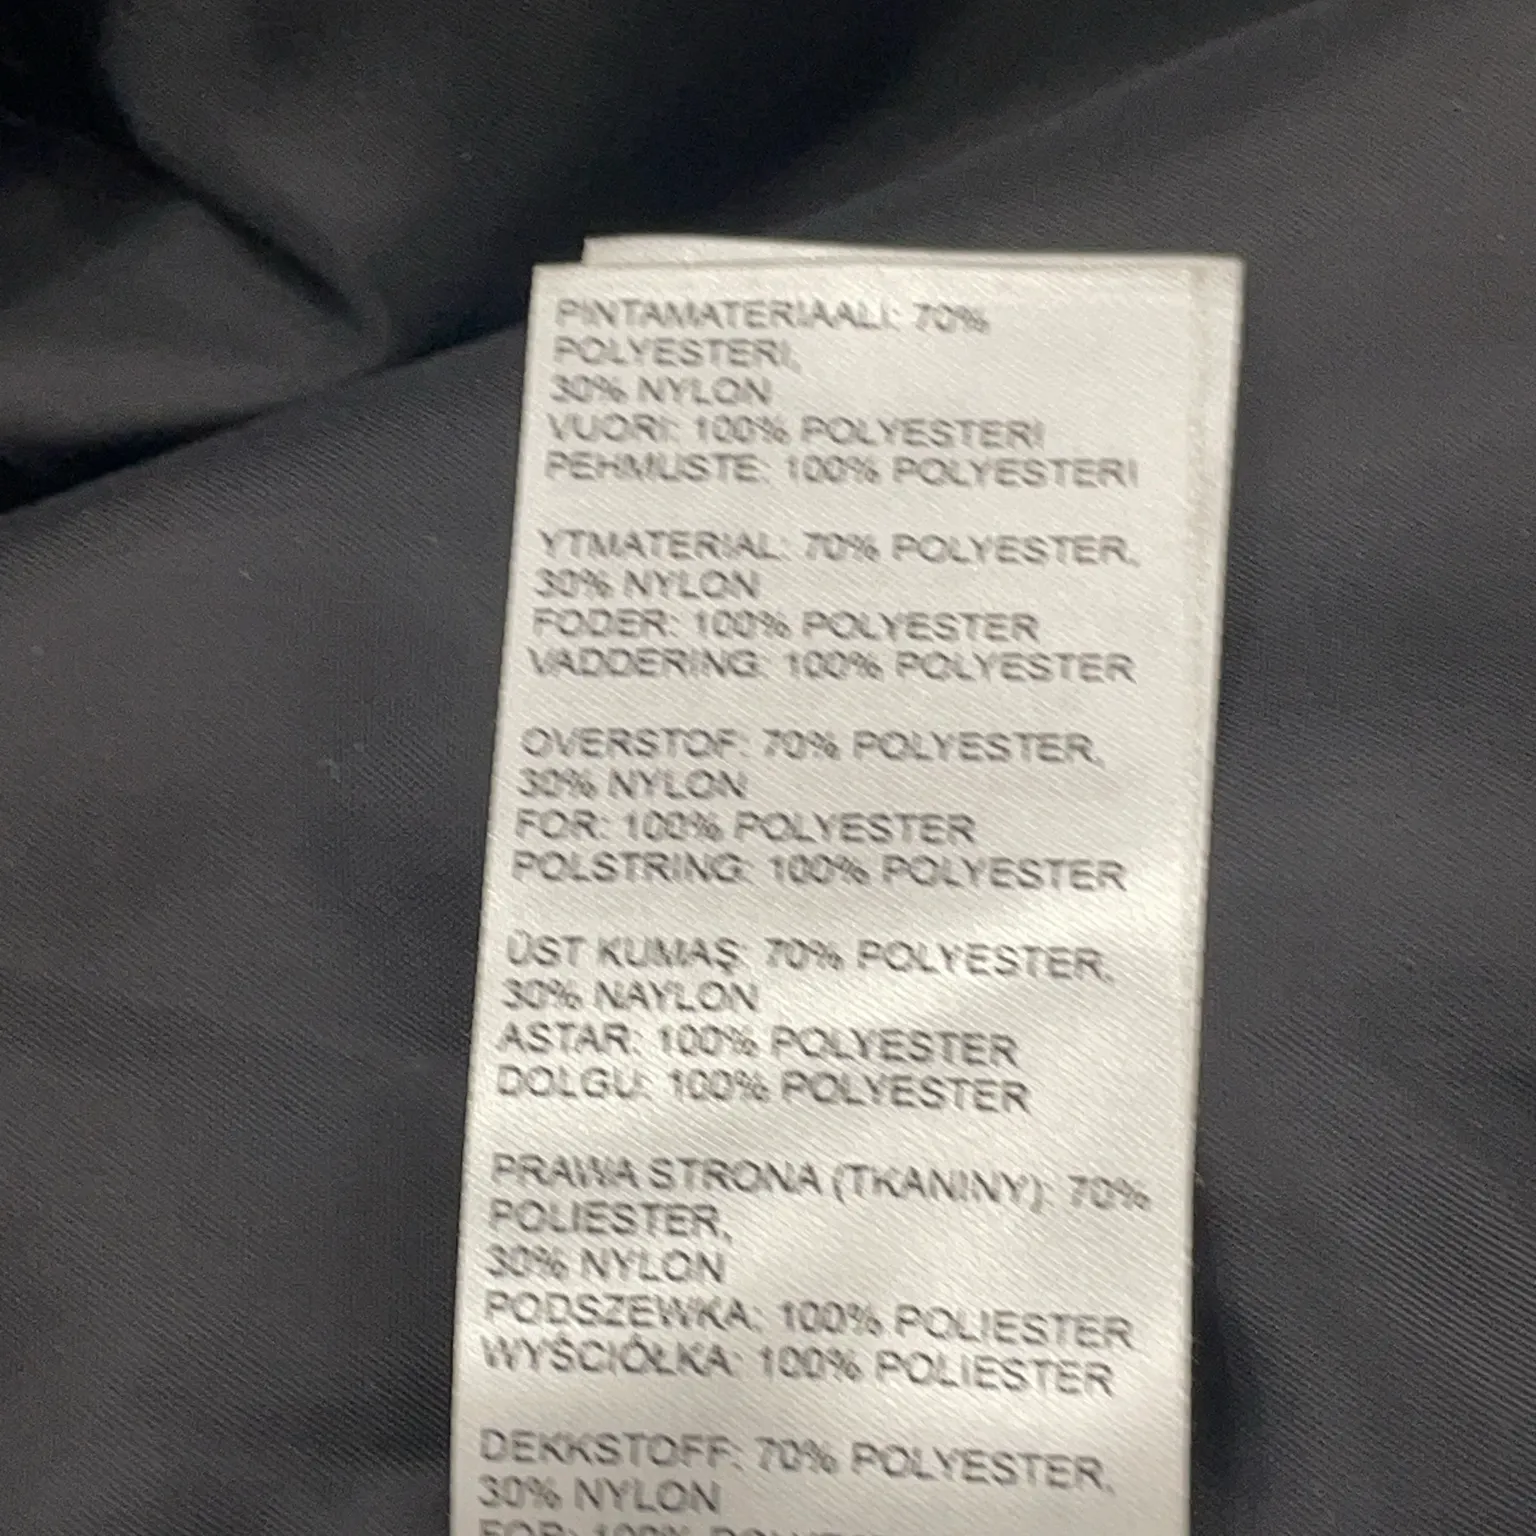 PINTAMATERIAALI: 70%
POLYESTERI,
30% NYLON
VUORI: 100% POLYESTERI
PEHMUSTE: 100% POLYESTERI
YTMATERIAL: 70% POLYESTER,
30% NYLON
FODER: 100% POLYESTER
VADDERING: 100% POLYESTER
OVERSTOF: 70% POLYESTER,
30% NYLON
FOR: 100% POLYESTER
POLSTRING: 100% POLYESTER
ÜST KUMAŞ: 70% POLYESTER,
30% NAYLON
ASTAR: 100% POLYESTER
DOLGU: 100% POLYESTER
PRAWA STRONA (TKANINY): 70%
POLIESTER,
30% NYLON
PODSZEWKA: 100% POLIESTER
WYŚCIÓŁKA: 100% POLIESTER
DEKKSTOFF: 70% POLYESTER,
30% NYLON
FOR: 100%